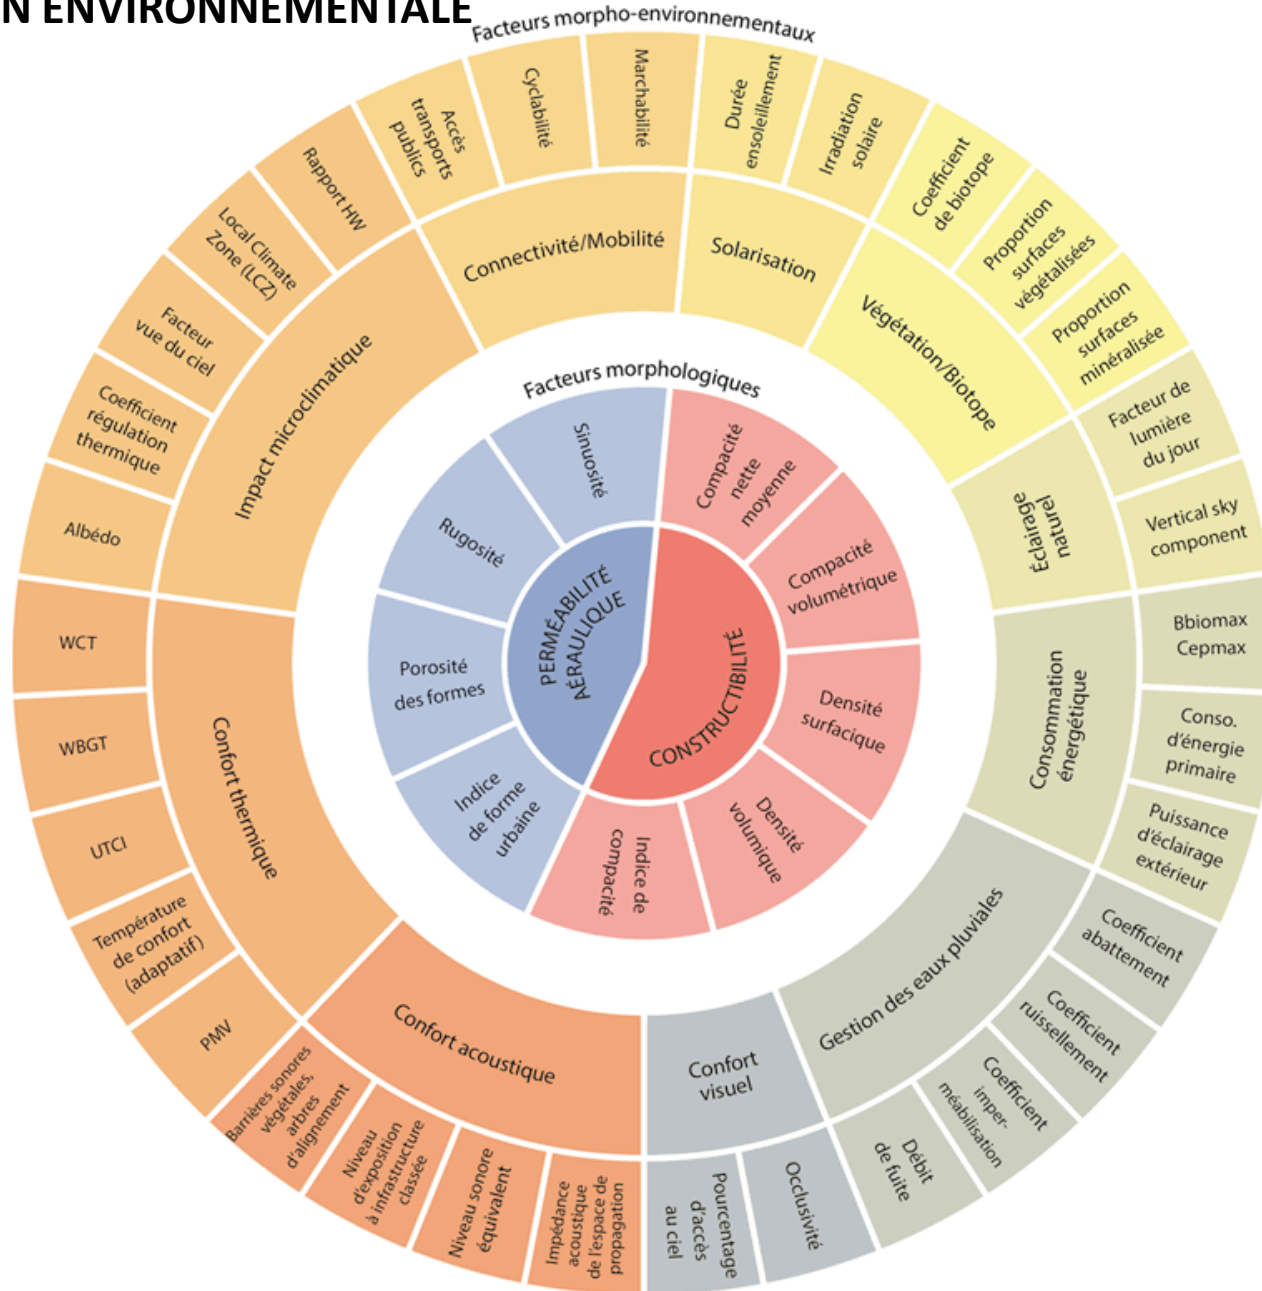 N ENVIRONNEMENTALE
Facteurs morpho-environnementaux
Accès
transports
publics
Cyclabilité
Marchabilité
Durée
ensoleillement
Irradiation
solaire
Coefficient
de biotope
Proportion
surfaces
végétalisées
Proportion
surfaces
minéralisée
Facteur de
lumière
du jour
Vertical sky
component
Bbiomax
Cepmax
Conso.
d'énergie
primaire
Puissance
d'éclairage
extérieur
Coefficient
abattement
Coefficient
ruissellement
Coefficient
imper-
méabilisation
Débit
de fuite
Occlusivité
Pourcentage
d'accès
au ciel
Impédance
acoustique
de l'espace de
propagation
Niveau sonore
équivalent
Niveau
d'exposition
à infrastructure
classée
Barrières sonores
végétales,
arbres
d'alignement
PMV
Température
de confort
(adaptatif)
UTCI
WBGT
WCT
Albédo
Coefficient
régulation
thermique
Facteur
vue du ciel
Local Climate
Zone (LCZ)
Rapport HW
Connectivité/Mobilité
Solarisation
Végétation/Biotope
Éclairage
naturel
Consommation
énergétique
Gestion des eaux pluviales
Confort
visuel
Confort acoustique
Confort thermique
Impact microclimatique
Facteurs morphologiques
Sinuosité
Compacité
nette
moyenne
Compacité
volumétrique
Densité
surfacique
Densité
volumique
Indice de
compacité
Indice
de forme
urbaine
Porosité
des formes
Rugosité
PERMÉABILITÉ
AÉRAULIQUE
CONSTRUCTIBILITÉ